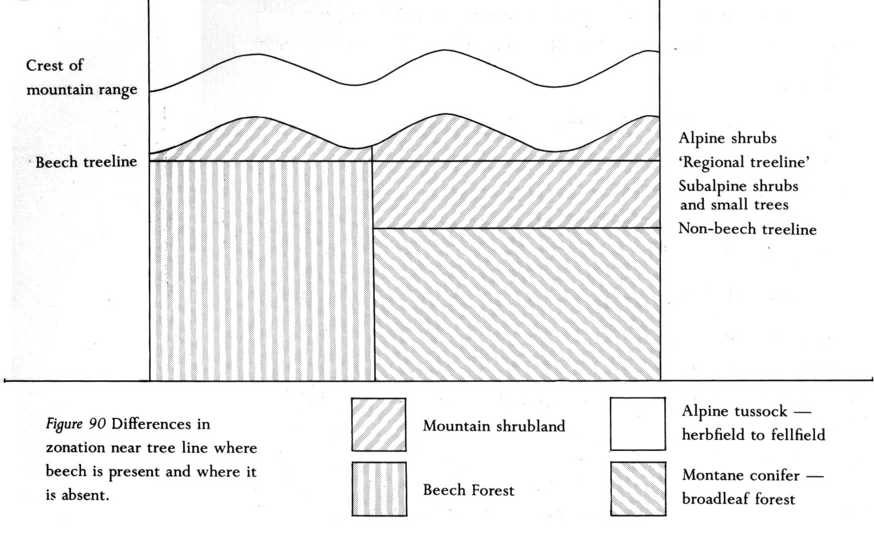 Crest of
mountain range
Beech treeline
Alpine shrubs
‘Regional treeline’
Subalpine shrubs
and small trees
Non-beech treeline
Figure 90 Differences in
zonation near tree line where
beech is present and where it
is absent.
Mountain shrubland
Beech Forest
Alpine tussock —
herbfield to fellfield
Montane conifer —
broadleaf forest